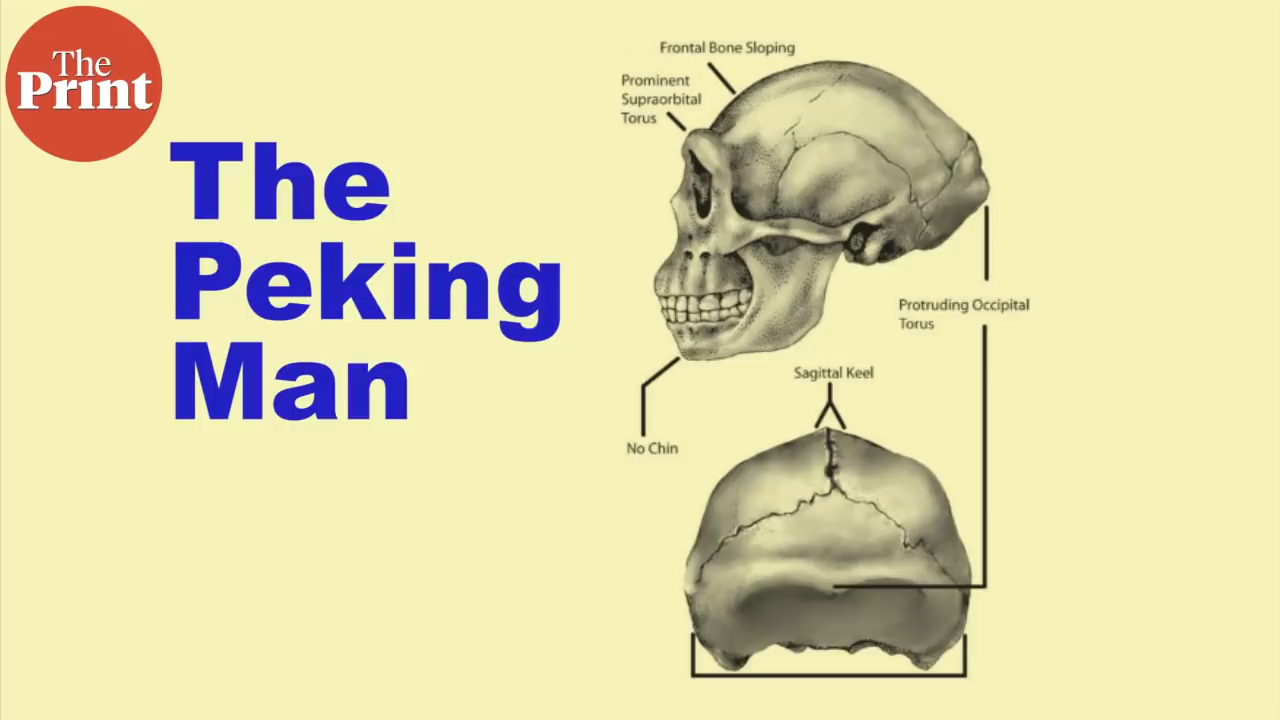 The
Print
The
Peking
Man
Frontal Bone Sloping
Prominent
Supraorbital
Torus
Protruding Occipital
Torus
Sagittal Keel
No Chin